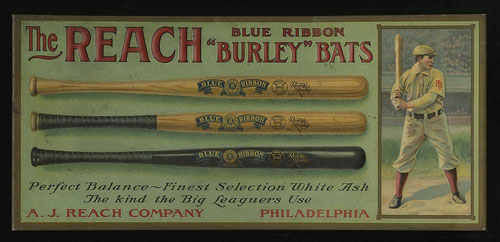 The REACH BLUE RIBBON
"BURLEY" BATS
BLUE RIBBON
BLUE RIBBON
BLUE RIBBON
Perfect Balance~Finest Selection White Ash
The kind the Big Leaguers Use
A. J. REACH COMPANY PHILADELPHIA